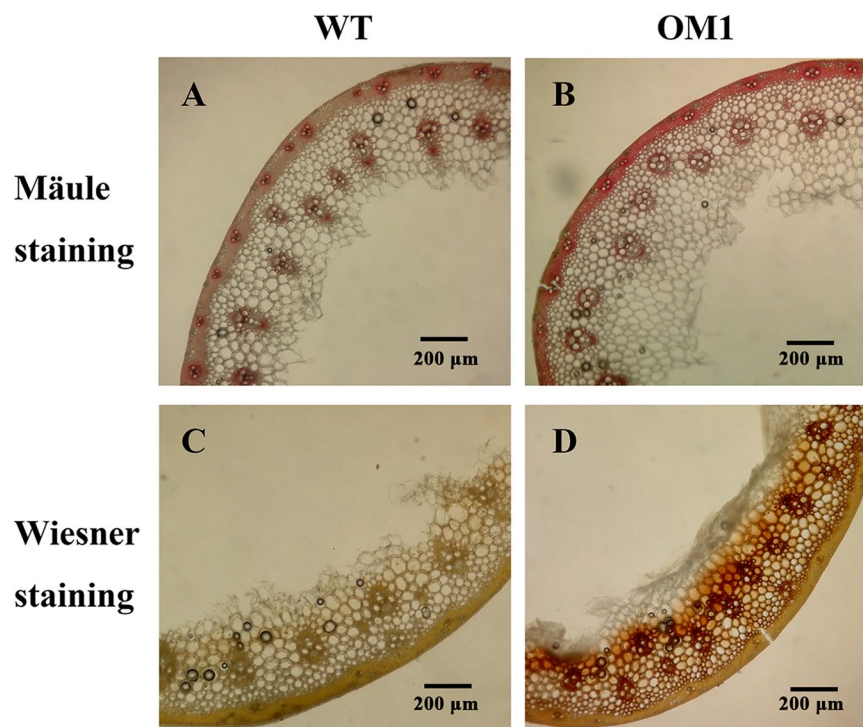 WT OM1
A
B
Mäule
staining
200 µm
200 µm
C
D
Wiesner
staining
200 µm
200 µm